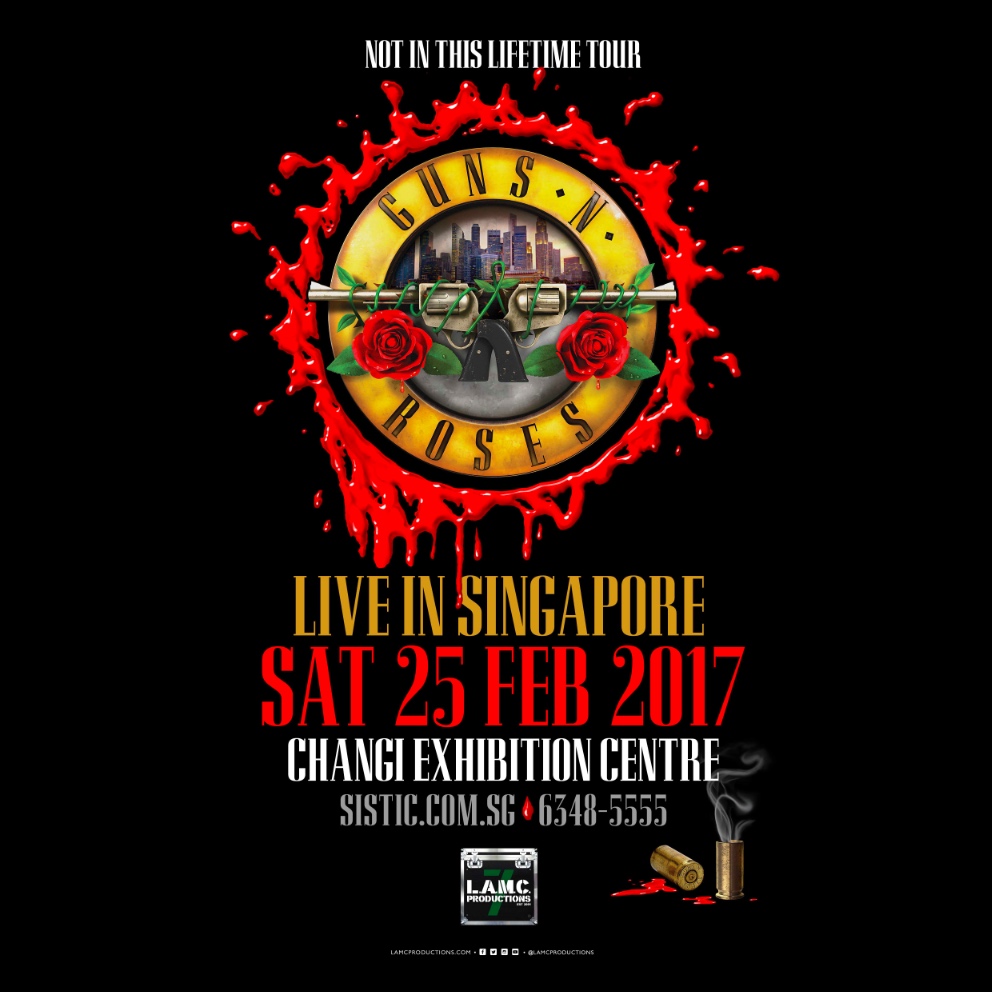 NOT IN THIS LIFETIME TOUR
GUNS N'
ROSES
LIVE IN SINGAPORE
SAT 25 FEB 2017
CHANGI EXHIBITION CENTRE
SISTIC.COM.SG 6348-5555
L.A.M.C.
PRODUCTIONS
LAMCPRODUCTIONS.COM • • @LAMCPRODUCTIONS